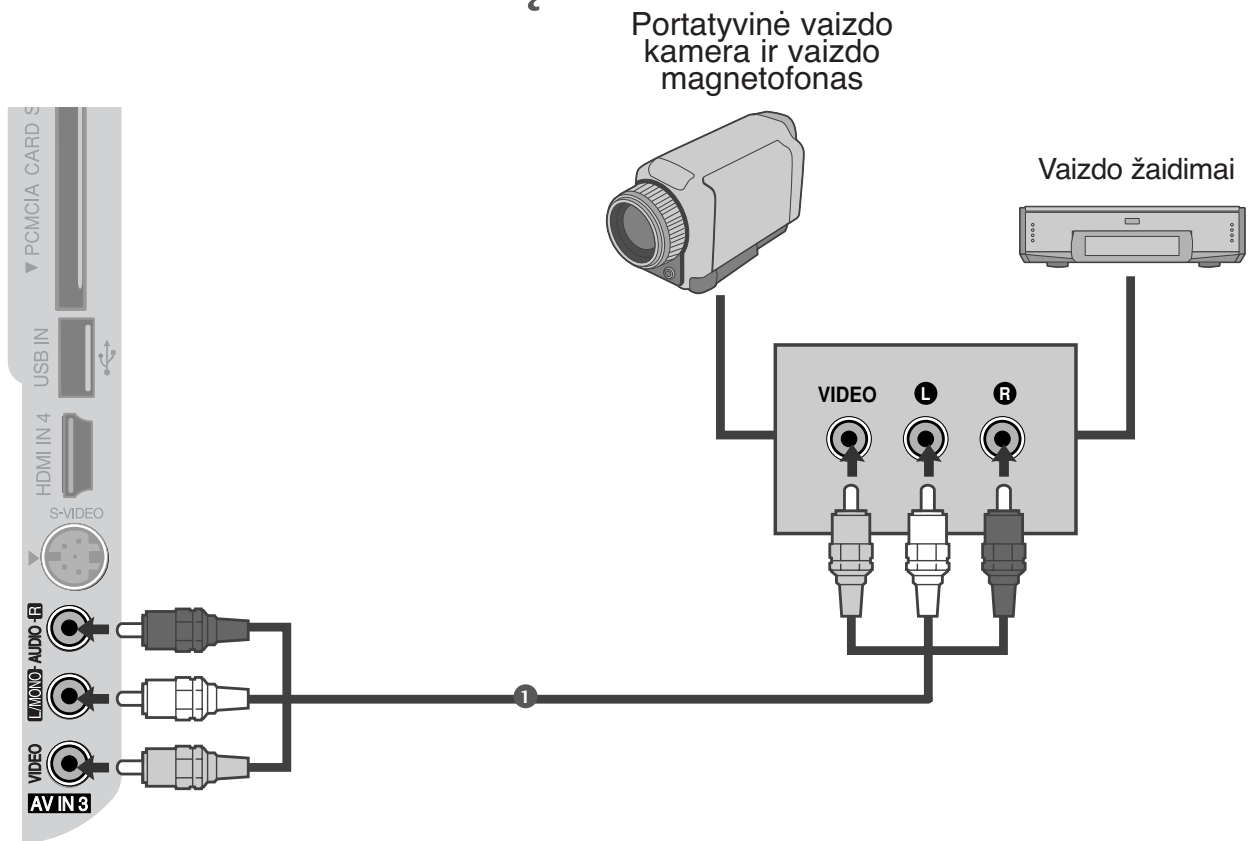 Portatyvinė vaizdo
kamera ir vaizdo
magnetofonas
Vaizdo žaidimai
PCMCIA CARD
USB IN
HDMI IN 4
S-VIDEO
VIDEO L R
R
AUDIO
L/MONO
VIDEO
AV IN 3
1